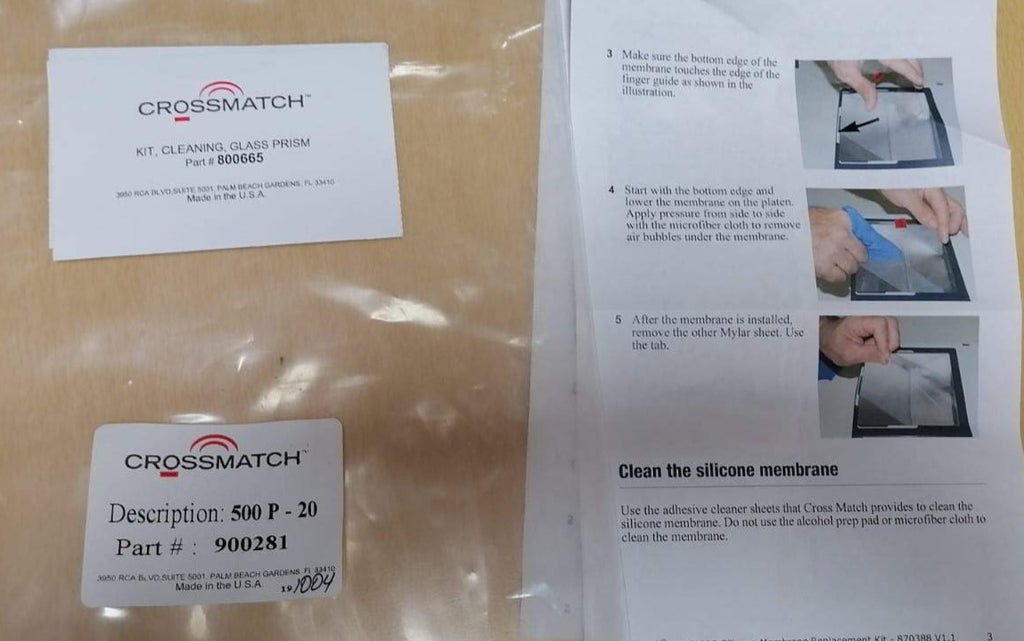 CROSSMATCH™
KIT, CLEANING, GLASS PRISM
Part # 800665
3950 RCA BLVD,SUITE 5001, PALM BEACH GARDENS, FL 33410
Made in the U.S.A.
CROSSMATCH™
Description: 500 P - 20
Part # : 900281
3950 RCA BLVD,SUITE 5001, PALM BEACH GARDENS, FL 33410
Made in the U.S.A. 191004
3 Make sure the bottom edge of the
membrane touches the edge of the
finger guide as shown in the
illustration.
4 Start with the bottom edge and
lower the membrane on the platen.
Apply pressure from side to side
with the microfiber cloth to remove
air bubbles under the membrane.
5 After the membrane is installed,
remove the other Mylar sheet. Use
the tab.
Clean the silicone membrane
Use the adhesive cleaner sheets that Cross Match provides to clean the
silicone membrane. Do not use the alcohol prep pad or microfiber cloth to
clean the membrane.
Membrane Replacement Kit - 870388 V1.1 3